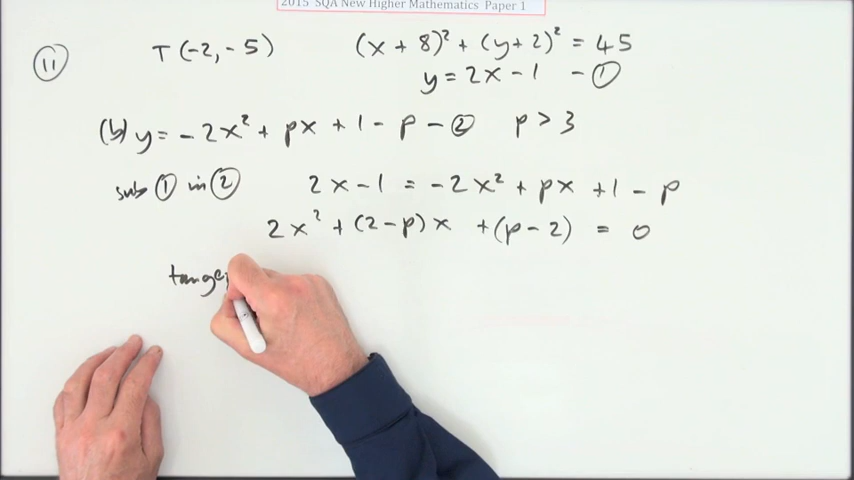 2015 SQA New Higher Mathematics Paper 1
11 T(-2, -5) (x + 8)² + (y + 2)² = 45
y = 2x - 1 - ①
(b) y = -2x² + px + 1 - p - ② p > 3
sub ① in ② 2x - 1 = -2x² + px + 1 - p
2x² + (2 - p)x + (p - 2) = 0